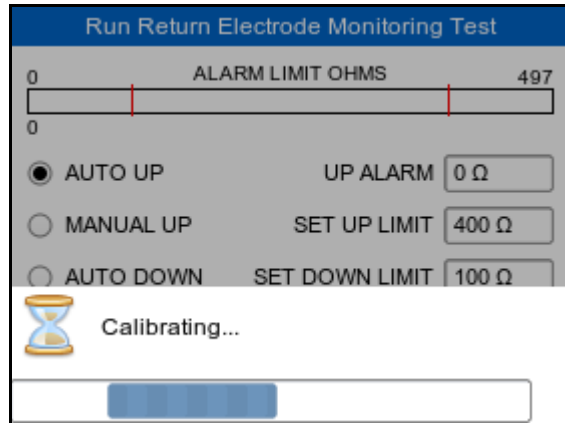 Run Return Electrode Monitoring Test
0 ALARM LIMIT OHMS 497
0
AUTO UP UP ALARM 0 Ω
MANUAL UP SET UP LIMIT 400 Ω
AUTO DOWN SET DOWN LIMIT 100 Ω
Calibrating...